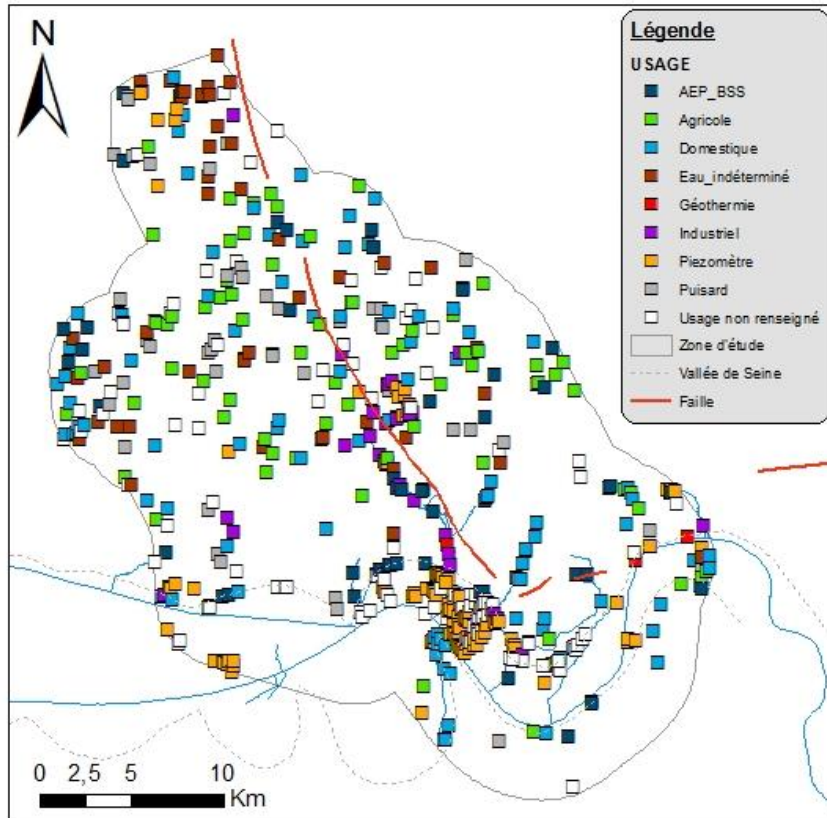 N
Légende
USAGE
AEP_BSS
Agricole
Domestique
Eau_indéterminé
Géothermie
Industriel
Piezomètre
Puisard
Usage non renseigné
Zone d'étude
Vallée de Seine
Faille
0 2,5 5 10
Km